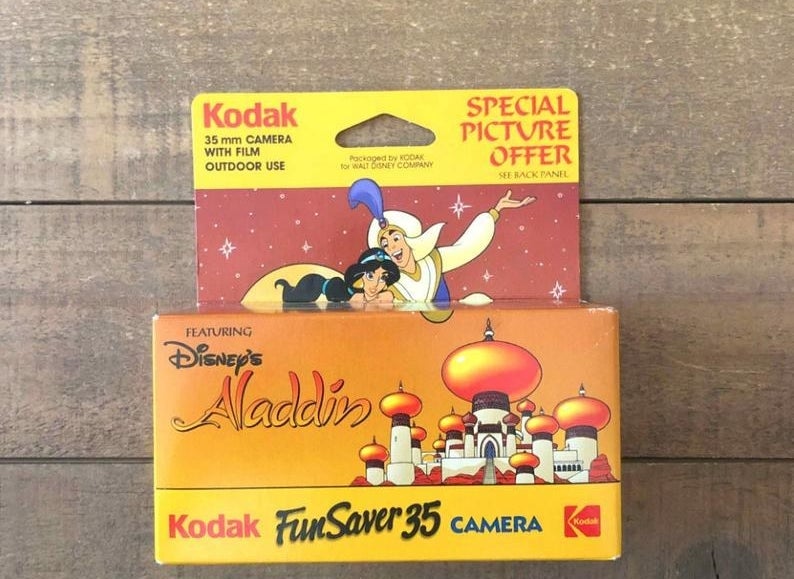 Kodak
35 mm CAMERA
WITH FILM
OUTDOOR USE
Packaged by KODAK
for WALT DISNEY COMPANY
SPECIAL
PICTURE
OFFER
SEE BACK PANEL
FEATURING
Disney's
Aladdin
Kodak FunSaver 35 CAMERA Kodak